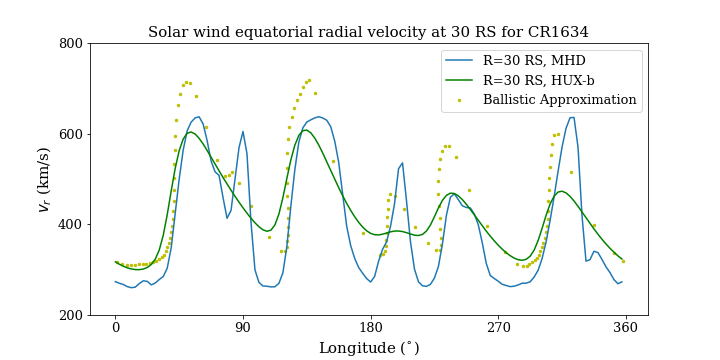 Solar wind equatorial radial velocity at 30 RS for CR1634
800
600
400
200
v_r (km/s)
R=30 RS, MHD
R=30 RS, HUX-b
Ballistic Approximation
0 90 180 270 360
Longitude (°)